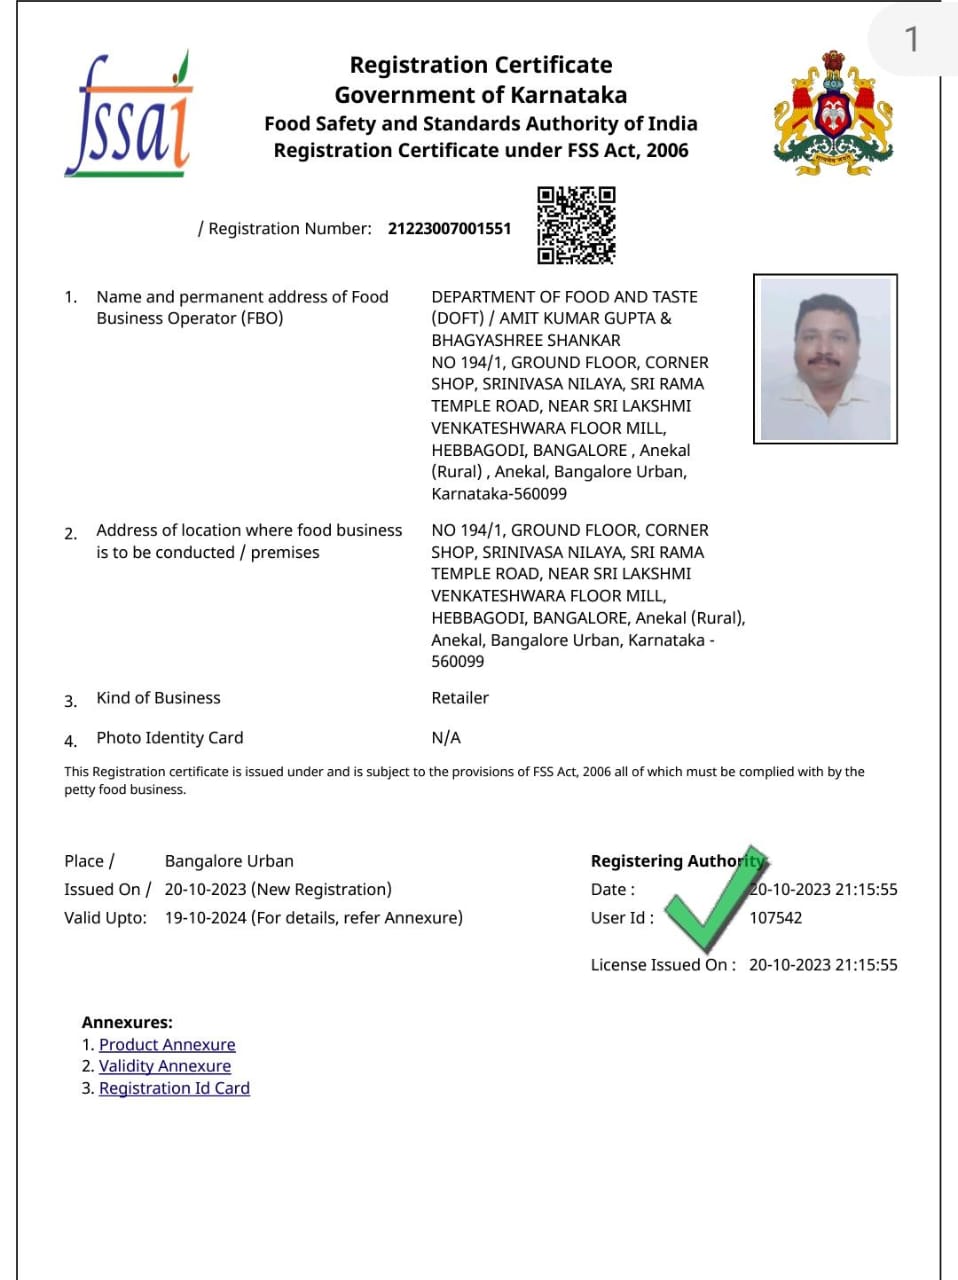 1
fssai
Registration Certificate
Government of Karnataka
Food Safety and Standards Authority of India
Registration Certificate under FSS Act, 2006
/ Registration Number: 21223007001551
1. Name and permanent address of Food
Business Operator (FBO)
DEPARTMENT OF FOOD AND TASTE
(DOFT) / AMIT KUMAR GUPTA &
BHAGYASHREE SHANKAR
NO 194/1, GROUND FLOOR, CORNER
SHOP, SRINIVASA NILAYA, SRI RAMA
TEMPLE ROAD, NEAR SRI LAKSHMI
VENKATESHWARA FLOOR MILL,
HEBBAGODI, BANGALORE , Anekal
(Rural) , Anekal, Bangalore Urban,
Karnataka-560099
2. Address of location where food business
is to be conducted / premises
NO 194/1, GROUND FLOOR, CORNER
SHOP, SRINIVASA NILAYA, SRI RAMA
TEMPLE ROAD, NEAR SRI LAKSHMI
VENKATESHWARA FLOOR MILL,
HEBBAGODI, BANGALORE, Anekal (Rural),
Anekal, Bangalore Urban, Karnataka -
560099
3. Kind of Business Retailer
4. Photo Identity Card N/A
This Registration certificate is issued under and is subject to the provisions of FSS Act, 2006 all of which must be complied with by the
petty food business.
Place / Bangalore Urban
Issued On / 20-10-2023 (New Registration)
Valid Upto: 19-10-2024 (For details, refer Annexure)
Registering Authority
Date : 20-10-2023 21:15:55
User Id : 107542
License Issued On : 20-10-2023 21:15:55
Annexures:
1. Product Annexure
2. Validity Annexure
3. Registration Id Card